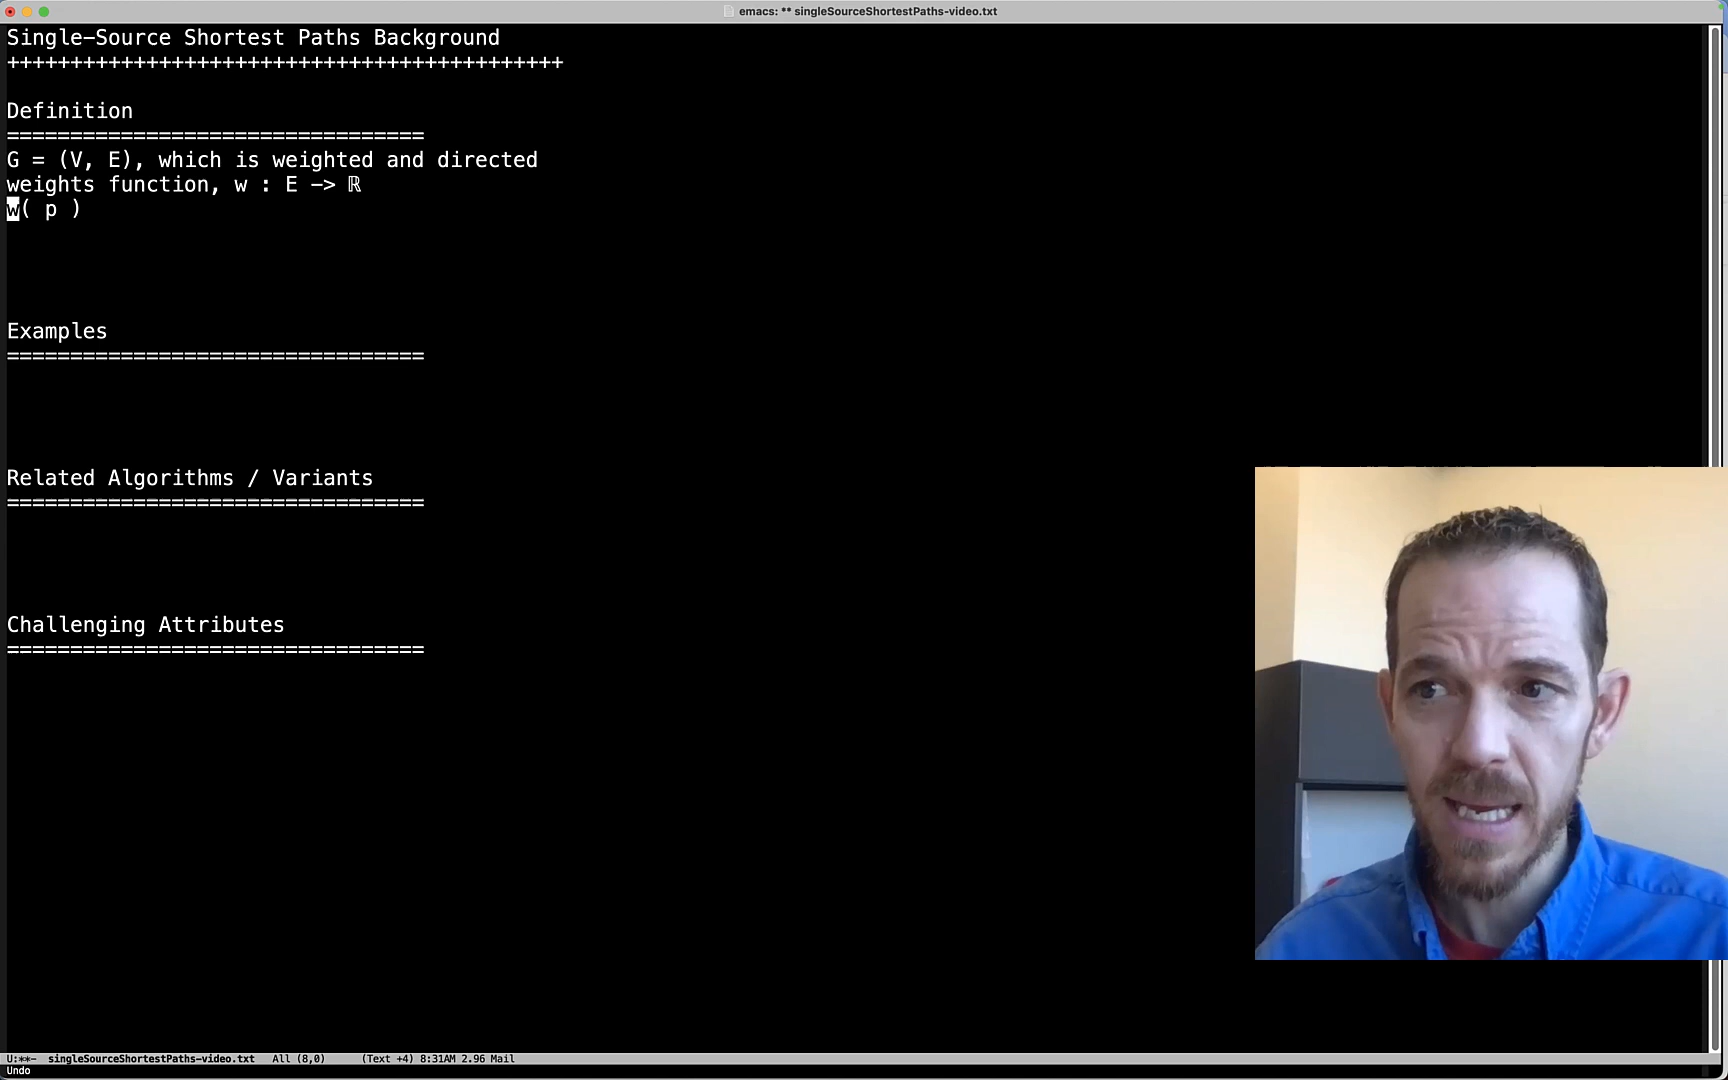 emacs: ** singleSourceShortestPaths-video.txt
Single-Source Shortest Paths Background
++++++++++++++++++++++++++++++++++++++++++++
Definition
=================================
G = (V, E), which is weighted and directed
weights function, w : E -> ℝ
w( p )
Examples
=================================
Related Algorithms / Variants
=================================
Challenging Attributes
=================================
U:**- singleSourceShortestPaths-video.txt All (8,0) (Text +4) 8:31AM 2.96 Mail
Undo